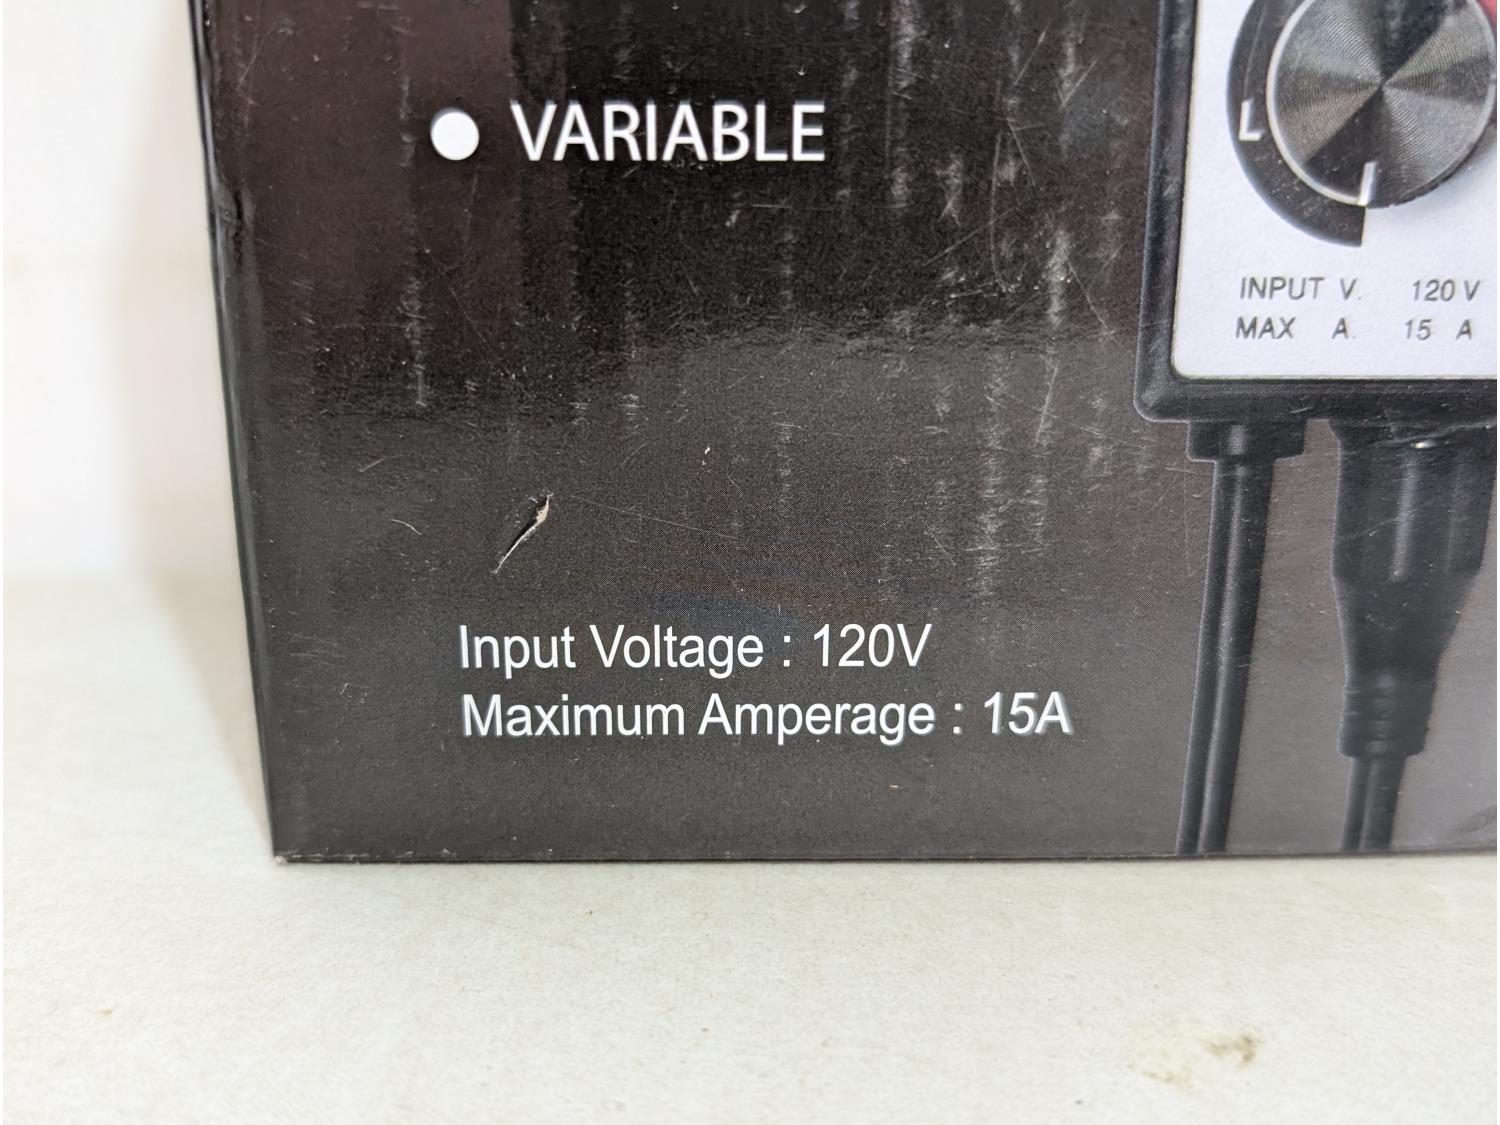 ● VARIABLE
L
INPUT V. 120 V
MAX A. 15 A
Input Voltage : 120V
Maximum Amperage : 15A